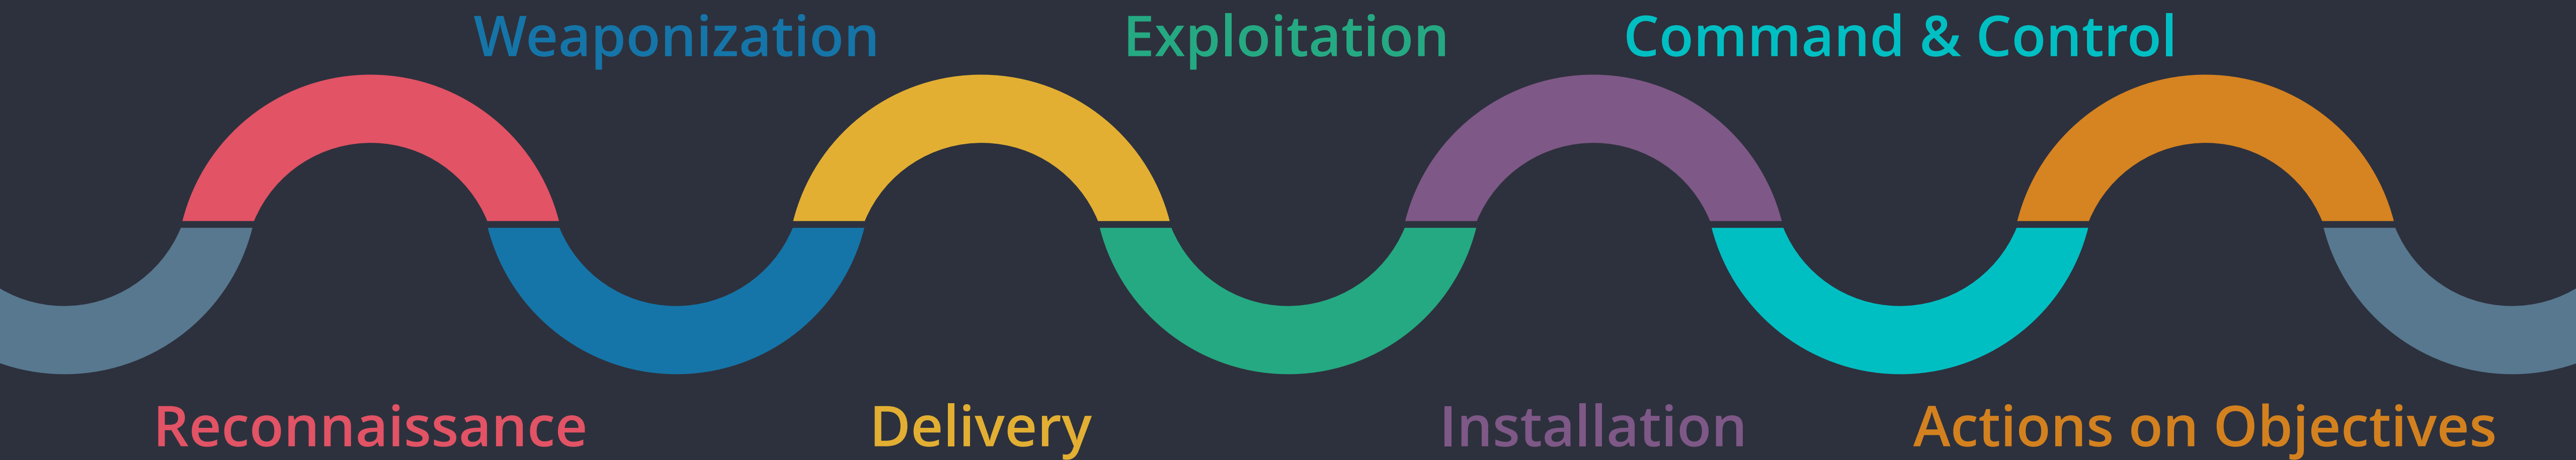 Weaponization
Exploitation
Command & Control
Reconnaissance
Delivery
Installation
Actions on Objectives